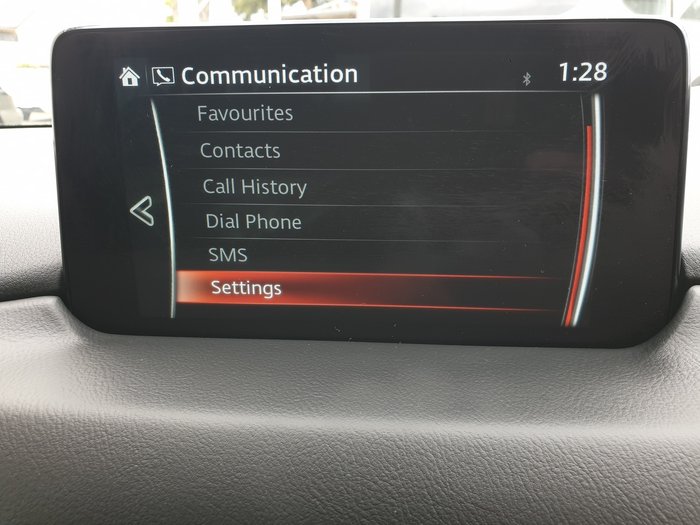 Communication
1:28
Favourites
Contacts
Call History
Dial Phone
SMS
Settings